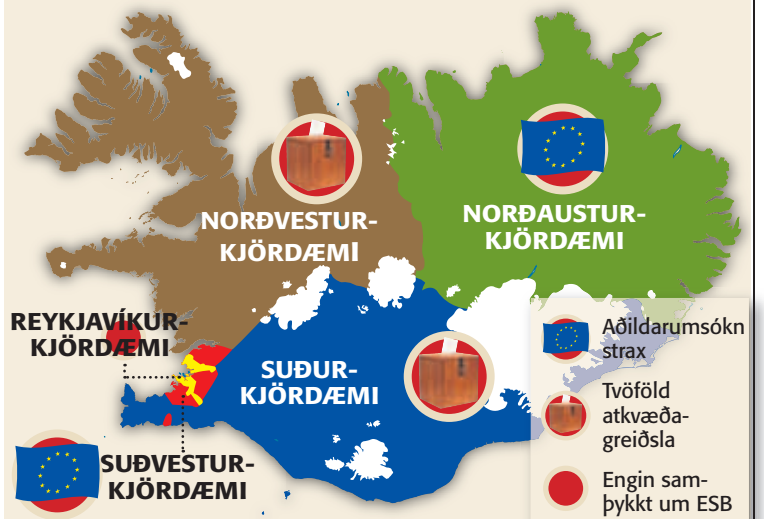 NORÐVESTUR-
KJÖRDÆMI
NORÐAUSTUR-
KJÖRDÆMI
REYKJAVÍKUR-
KJÖRDÆMI
SUÐUR-
KJÖRDÆMI
SUÐVESTUR-
KJÖRDÆMI
Aðildarumsókn
strax
Tvöföld
atkvæða-
greiðsla
Engin sam-
þykkt um ESB